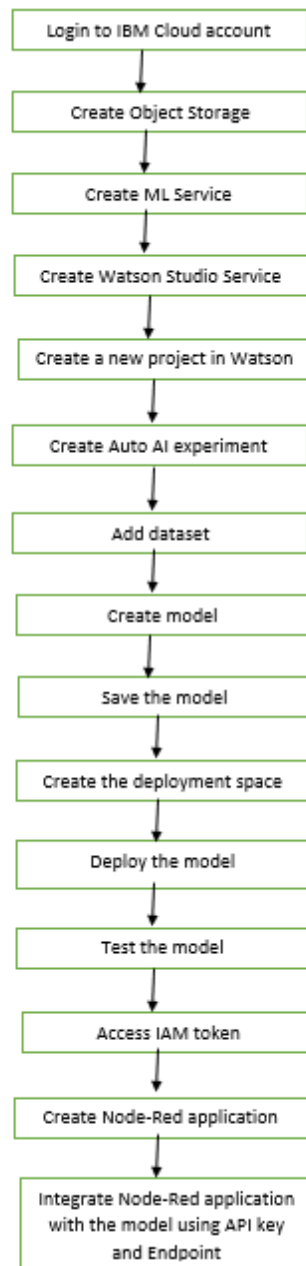 Login to IBM Cloud account
Create Object Storage
Create ML Service
Create Watson Studio Service
Create a new project in Watson
Create Auto AI experiment
Add dataset
Create model
Save the model
Create the deployment space
Deploy the model
Test the model
Access IAM token
Create Node-Red application
Integrate Node-Red application
with the model using API key
and Endpoint